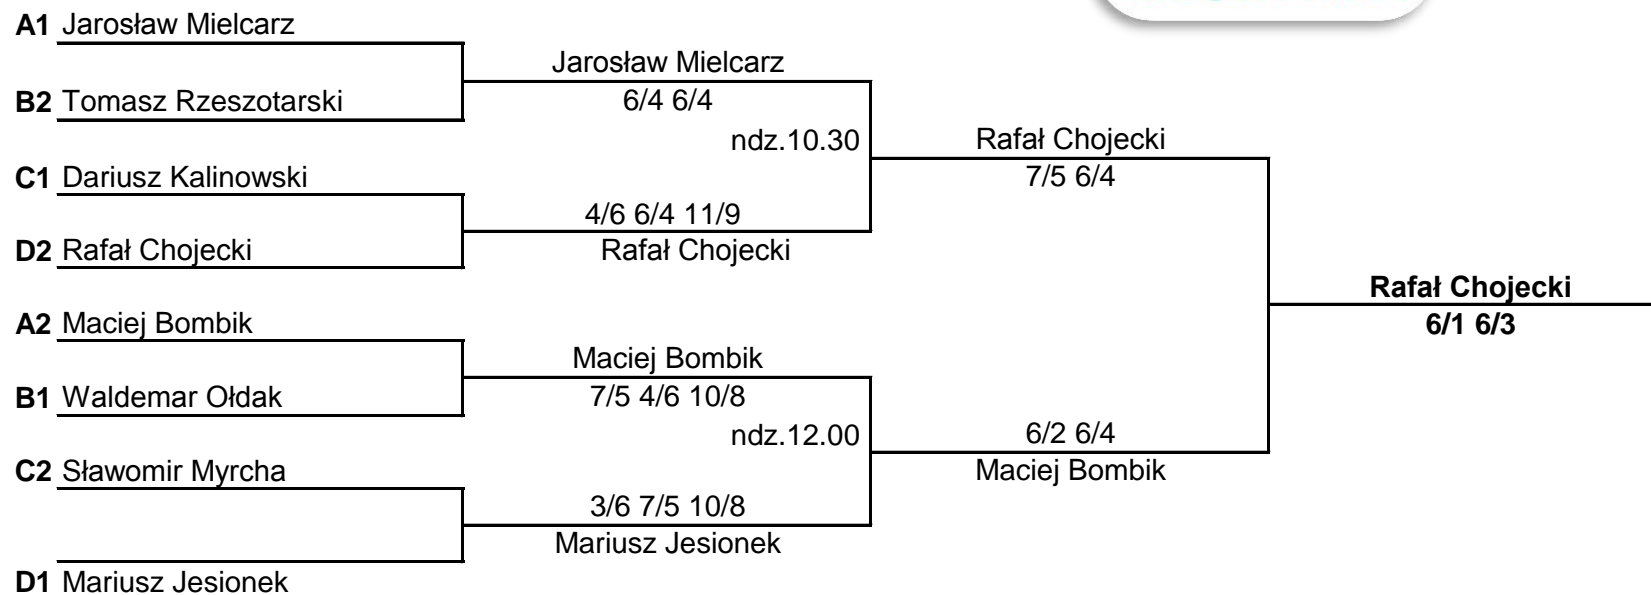 A1 Jarosław Mielcarz
Jarosław Mielcarz
B2 Tomasz Rzeszotarski
6/4 6/4
ndz.10.30
Rafał Chojecki
7/5 6/4
C1 Dariusz Kalinowski
4/6 6/4 11/9
D2 Rafał Chojecki
Rafał Chojecki
Rafał Chojecki
6/1 6/3
A2 Maciej Bombik
Maciej Bombik
B1 Waldemar Ołdak
7/5 4/6 10/8
ndz.12.00
6/2 6/4
Maciej Bombik
C2 Sławomir Myrcha
3/6 7/5 10/8
Mariusz Jesionek
D1 Mariusz Jesionek